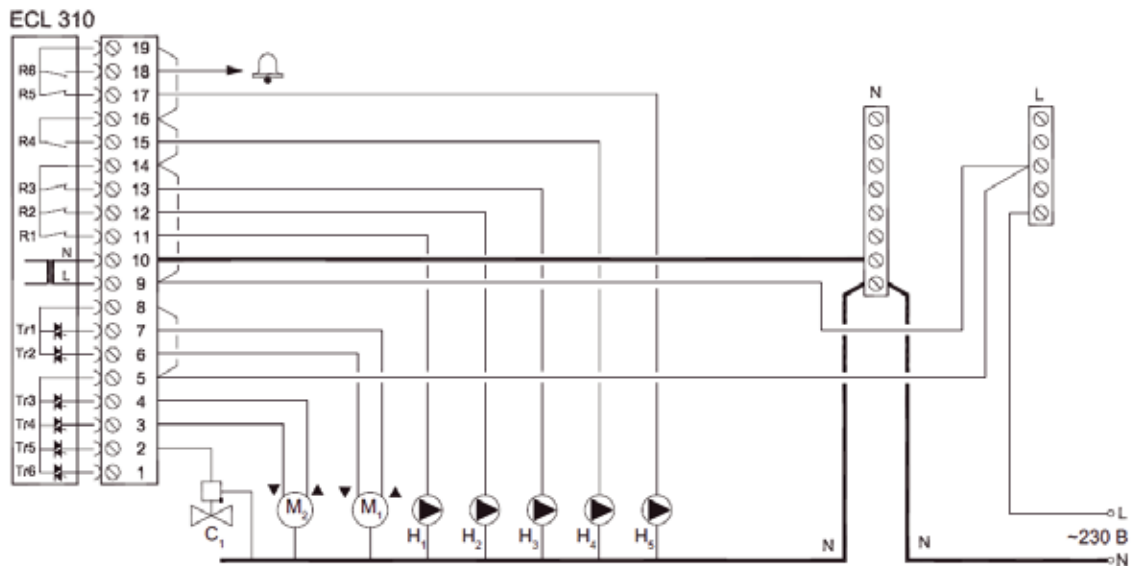 ECL 310
19
R6 18
R5 17 N L
16
R4 15
14
R3 13
R2 12
R1 11
N 10
L 9
8
Tr1 7
Tr2 6
5
Tr3 4
Tr4 3
Tr5 2
Tr6 1
M2 M1 L
C1 H1 H2 H3 H4 H5 N N ~230 В
N